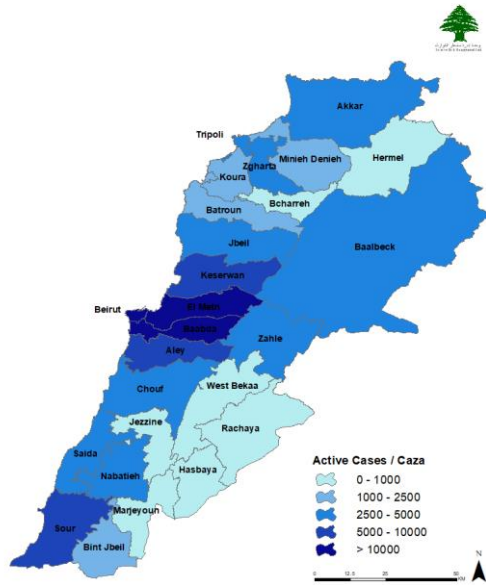 Akkar
Tripoli
Hermel
Zgharta
Minieh Denieh
Koura
Bcharreh
Batroun
Jbeil
Baalbeck
Keserwan
Beirut
El Metn
Baabda
Zahle
Aley
Chouf
West Bekaa
Jezzine
Rachaya
Saida
Hasbaya
Nabatieh
Active Cases / Caza
0 - 1000
1000 - 2500
Marjeyoun
2500 - 5000
Sour
5000 - 10000
Bint Jbeil
> 10000
N